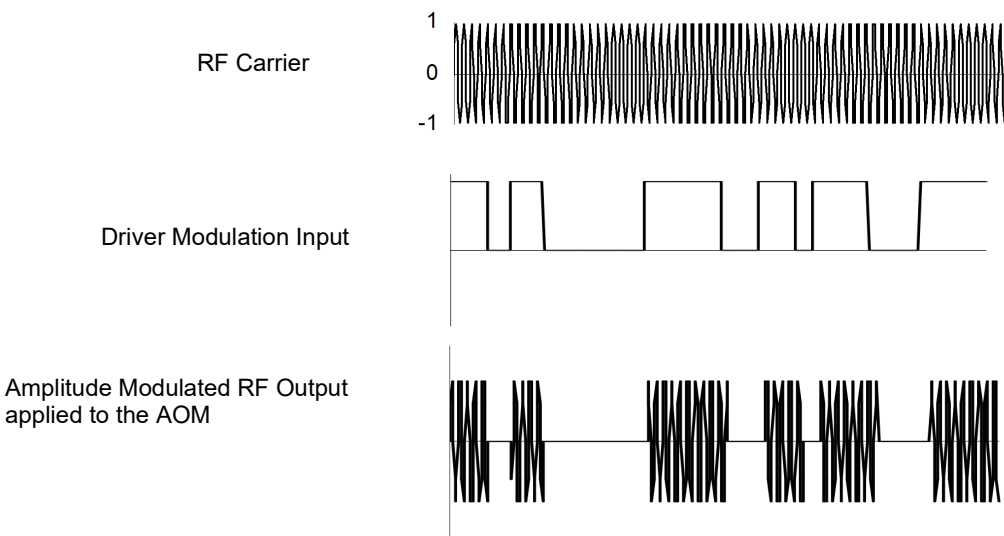 1
RF Carrier
0
-1
Driver Modulation Input
Amplitude Modulated RF Output
applied to the AOM